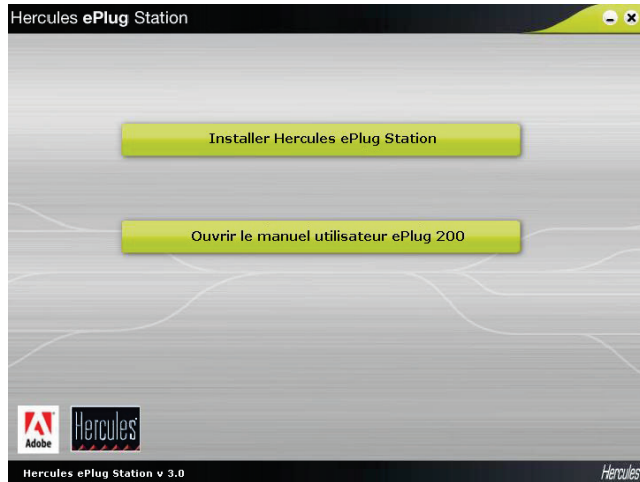 Hercules ePlug Station
Installer Hercules ePlug Station
Ouvrir le manuel utilisateur ePlug 200
Adobe
Hercules
Hercules ePlug Station v 3.0
Hercules